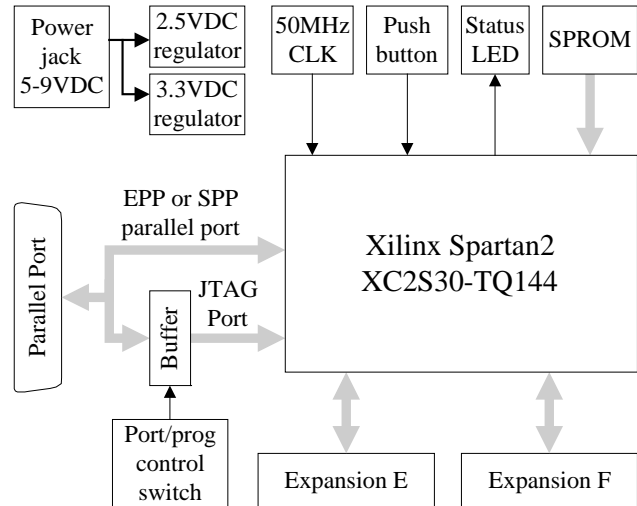 Power
jack
5-9VDC
2.5VDC
regulator
3.3VDC
regulator
50MHz
CLK
Push
button
Status
LED
SPROM
EPP or SPP
parallel port
Xilinx Spartan2
XC2S30-TQ144
Parallel Port
JTAG
Port
Buffer
Port/prog
control
switch
Expansion E
Expansion F